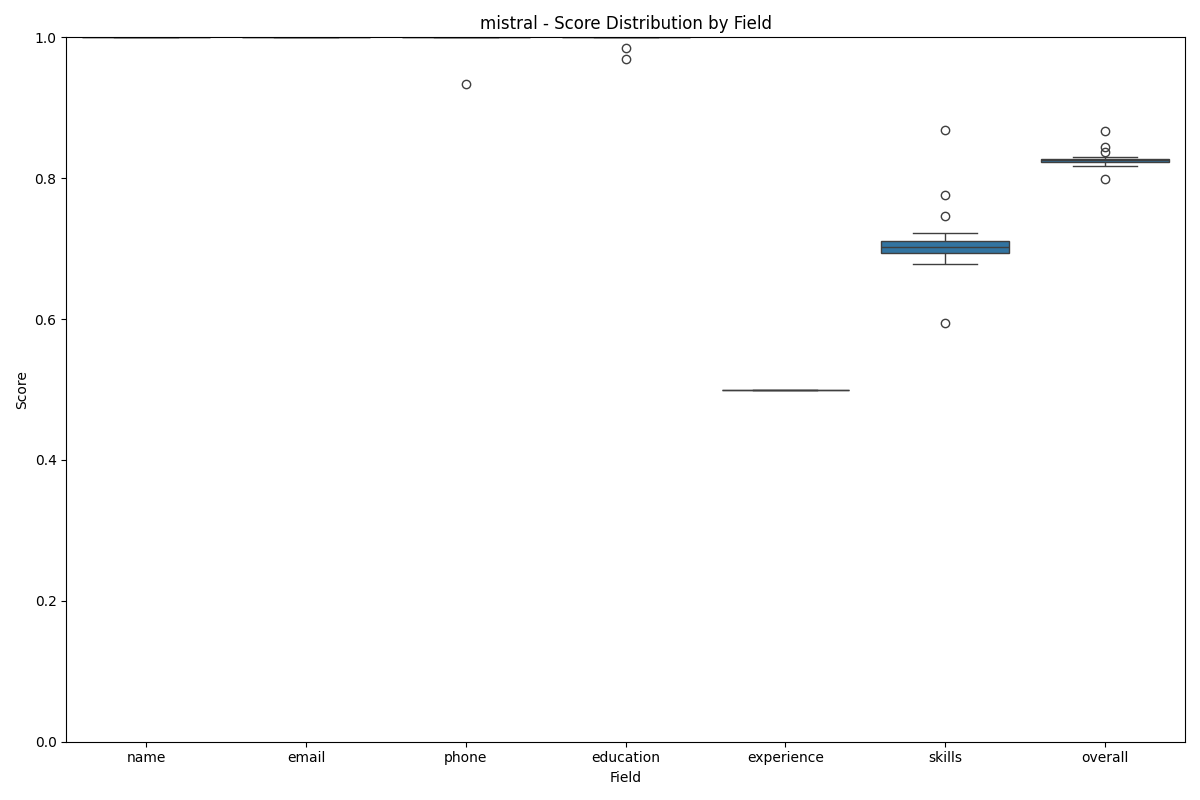 mistral - Score Distribution by Field
1.0
0.8
0.6
0.4
0.2
0.0
Score
name email phone education experience skills overall
Field